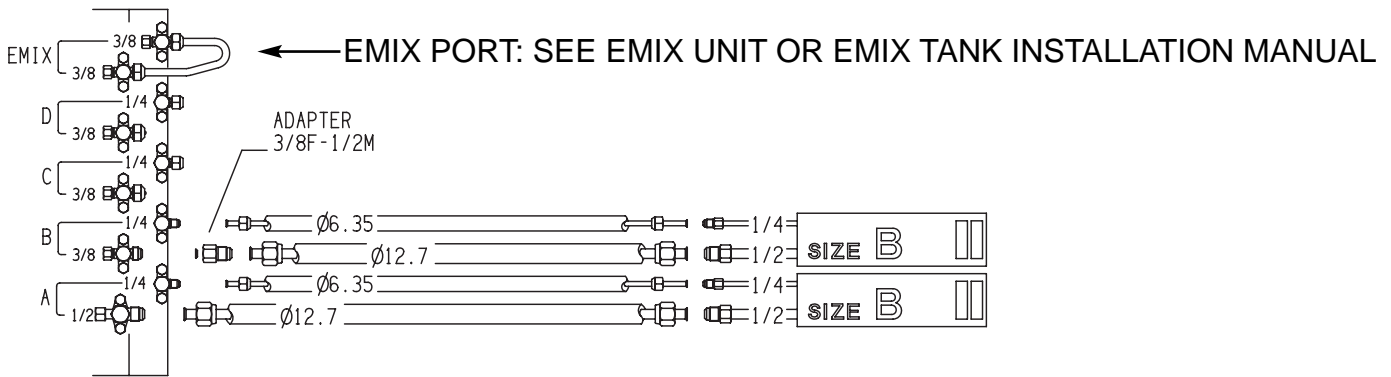 3/8
EMIX PORT: SEE EMIX UNIT OR EMIX TANK INSTALLATION MANUAL
EMIX
3/8
1/4
D
3/8
ADAPTER
3/8F-1/2M
1/4
C
3/8
1/4
Ø6.35
1/4
B
3/8
Ø12.7
1/2
SIZE B
1/4
Ø6.35
1/4
A
1/2
Ø12.7
1/2
SIZE B